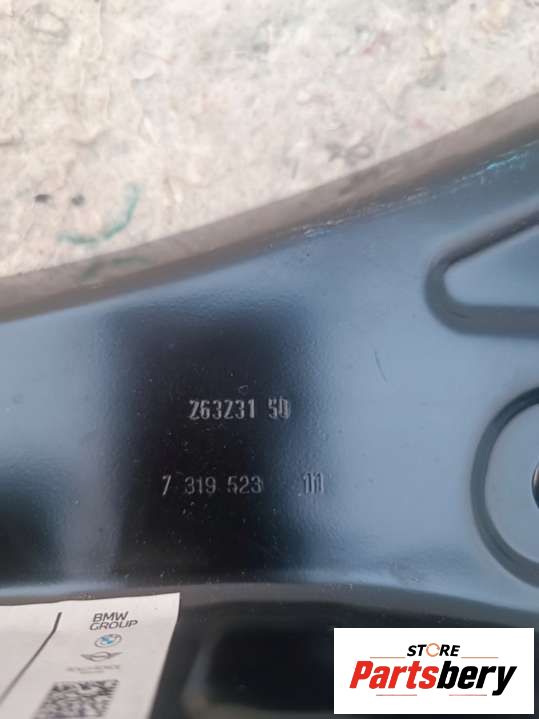 Z63Z31 50
7 319 523 11
BMW
GROUP
STORE
Partsbery